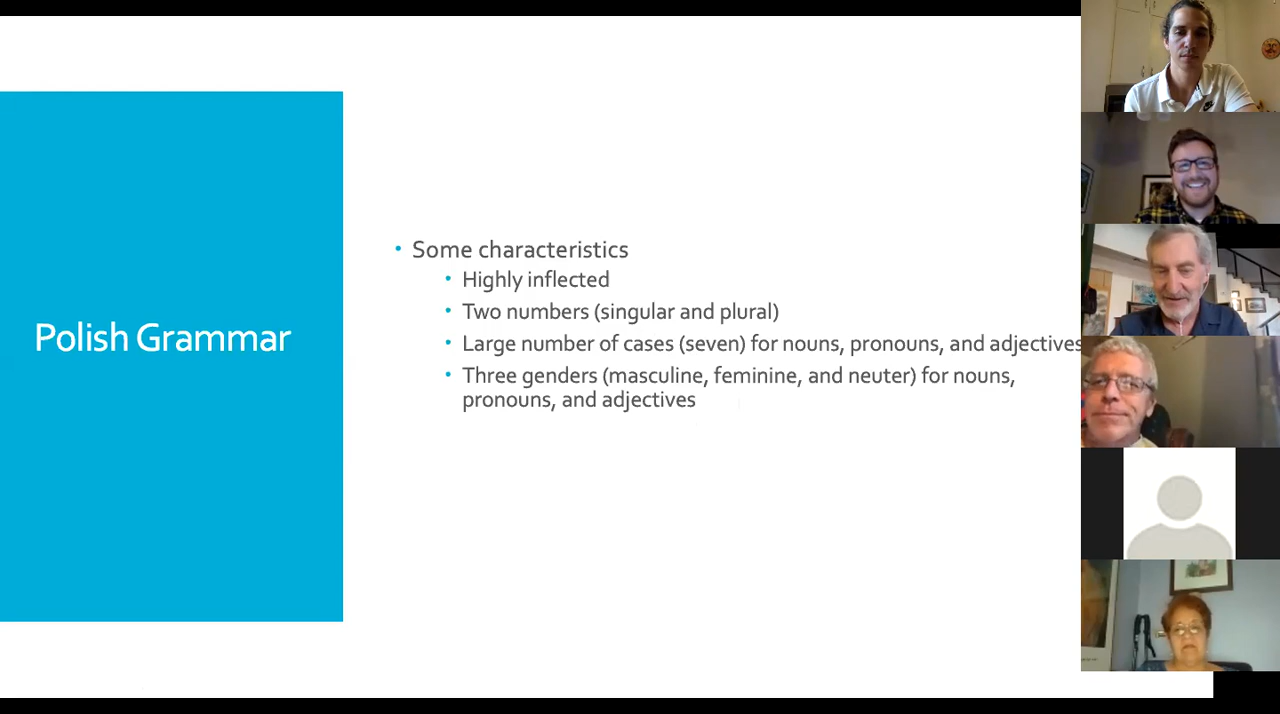 Polish Grammar
Some characteristics
Highly inflected
Two numbers (singular and plural)
Large number of cases (seven) for nouns, pronouns, and adjectives
Three genders (masculine, feminine, and neuter) for nouns,
pronouns, and adjectives